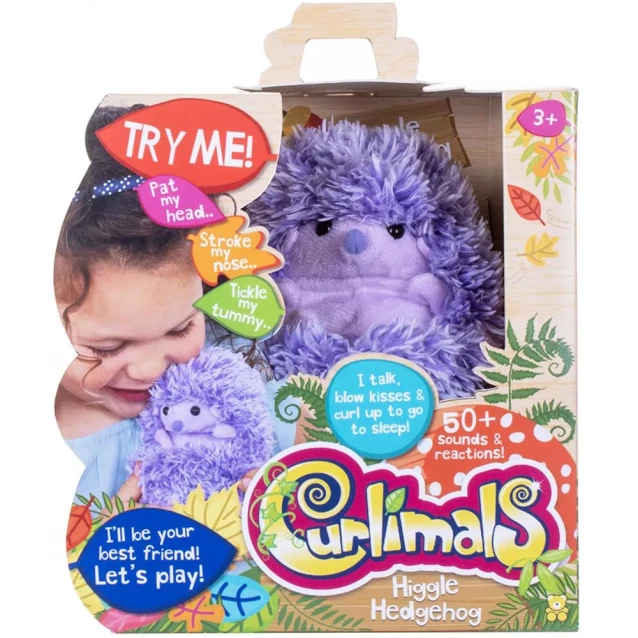 TRY ME!
Pat
my
head..
Stroke
my
nose..
Tickle
my
tummy..
3+
I talk,
blow kisses &
curl up to go
to sleep!
50+
sounds &
reactions!
Curlimals
Higgle
Hedgehog
I'll be your
best friend!
Let's play!